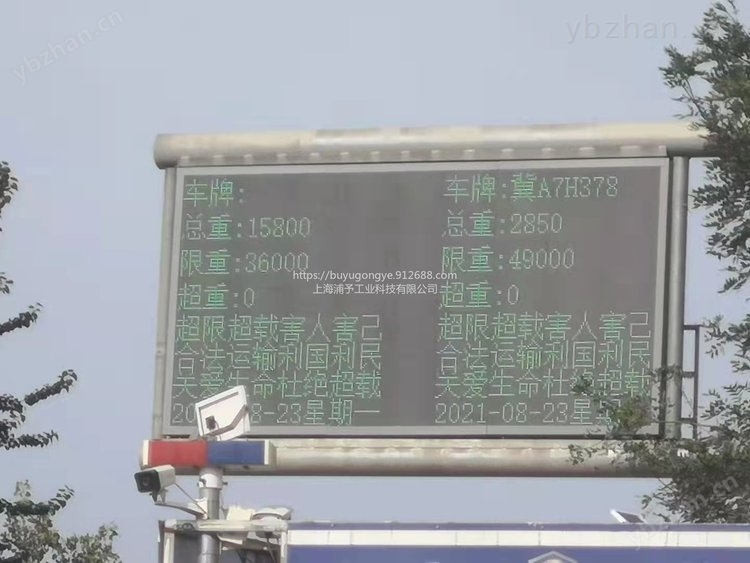 ybzhan.cn
ybzhan.cn
车牌:
总重:15800
限重:36000
超重:0
超限超载害人害己
合法运输利国利民
关爱生命杜绝超载
8-23星期一
车牌:冀A7H378
总重:2850
限重:49000
超重:0
超限超载害人害己
合法运输利国利民
关爱生命杜绝超载
2021-08-23星
https://buyugongye.912688.com
上海浦予工业科技有限公司